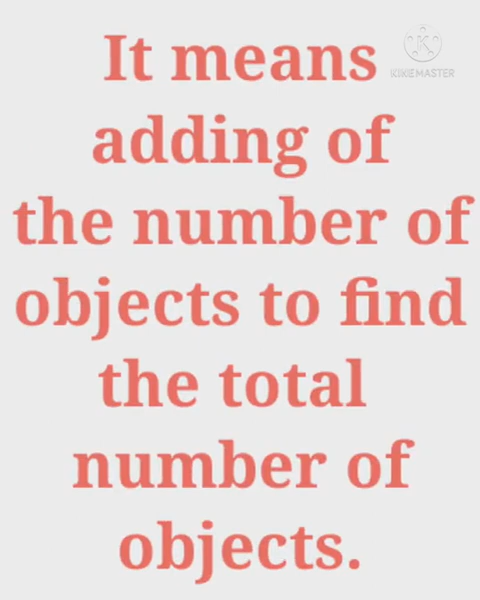 It means
KINEMASTER
adding of
the number of
objects to find
the total
number of
objects.